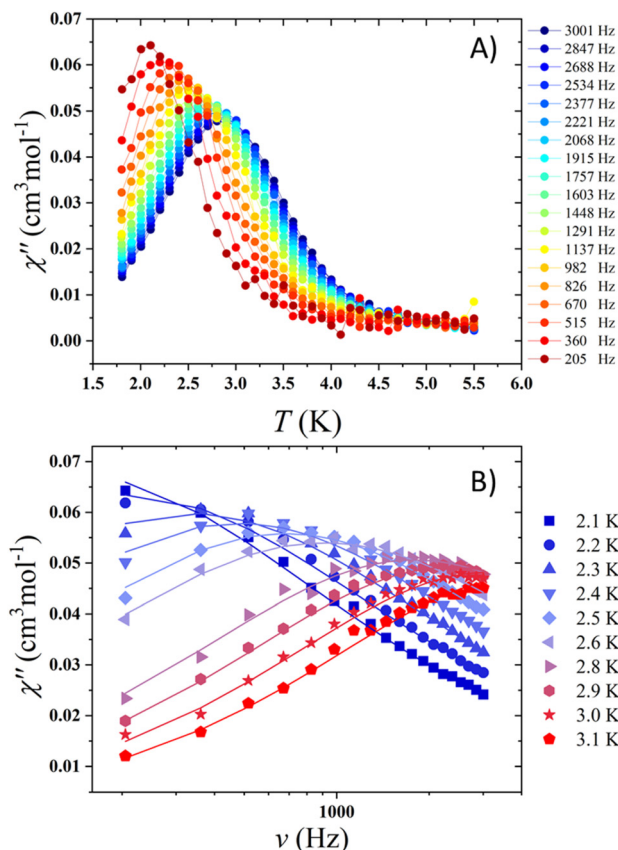 A)
χ″ (cm³mol⁻¹)
0.07
0.06
0.05
0.04
0.03
0.02
0.01
0.00
1.5 2.0 2.5 3.0 3.5 4.0 4.5 5.0 5.5 6.0
T (K)
3001 Hz
2847 Hz
2688 Hz
2534 Hz
2377 Hz
2221 Hz
2068 Hz
1915 Hz
1757 Hz
1603 Hz
1448 Hz
1291 Hz
1137 Hz
982 Hz
826 Hz
670 Hz
515 Hz
360 Hz
205 Hz
B)
χ″ (cm³mol⁻¹)
0.07
0.06
0.05
0.04
0.03
0.02
0.01
1000
ν (Hz)
2.1 K
2.2 K
2.3 K
2.4 K
2.5 K
2.6 K
2.8 K
2.9 K
3.0 K
3.1 K